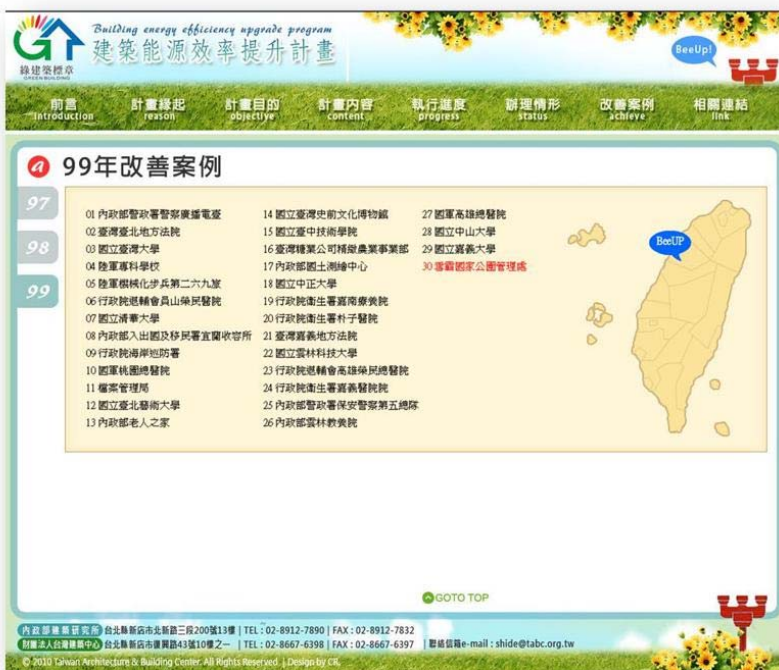 Building energy efficiency upgrade program
建築能源效率提升計畫
綠建築標章
GREEN BUILDING
BeeUp!
前言 計畫緣起 計畫目的 計畫內容 執行進度 辦理情形 改善案例 相關連結
Introduction reason objective content progress status achieve link
a 99年改善案例
97
98
99
01 內政部警政署警察廣播電臺
02 臺灣臺北地方法院
03 國立臺灣大學
04 陸軍專科學校
05 陸軍機械化步兵第二六九旅
06 行政院退輔會員山榮民醫院
07 國立清華大學
08 內政部入出國及移民署宜蘭收容所
09 行政院海岸巡防署
10 國軍桃園總醫院
11 檔案管理局
12 國立臺北藝術大學
13 內政部老人之家
14 國立臺灣史前文化博物館
15 國立臺中技術學院
16 臺灣糖業公司精緻農業事業部
17 內政部國土測繪中心
18 國立中正大學
19 行政院衛生署嘉南療養院
20 行政院衛生署朴子醫院
21 臺灣嘉義地方法院
22 國立雲林科技大學
23 行政院退輔會高雄榮民總醫院
24 行政院衛生署嘉義醫院院
25 內政部警政署保安警察第五總隊
26 內政部雲林教養院
27 國軍高雄總醫院
28 國立中山大學
29 國立嘉義大學
30 雪霸國家公園管理處
BeeUP
GOTO TOP
內政部建築研究所 台北縣新店市北新路三段200號13樓 | TEL : 02-8912-7890 | FAX : 02-8912-7832
財團法人台灣建築中心 台北縣新店市復興路43號10樓之一 | TEL : 02-8667-6398 | FAX : 02-8667-6397 | 聯絡信箱e-mail : shide@tabc.org.tw
© 2010 Taiwan Architecture & Building Center. All Rights Reserved. | Design by CR.